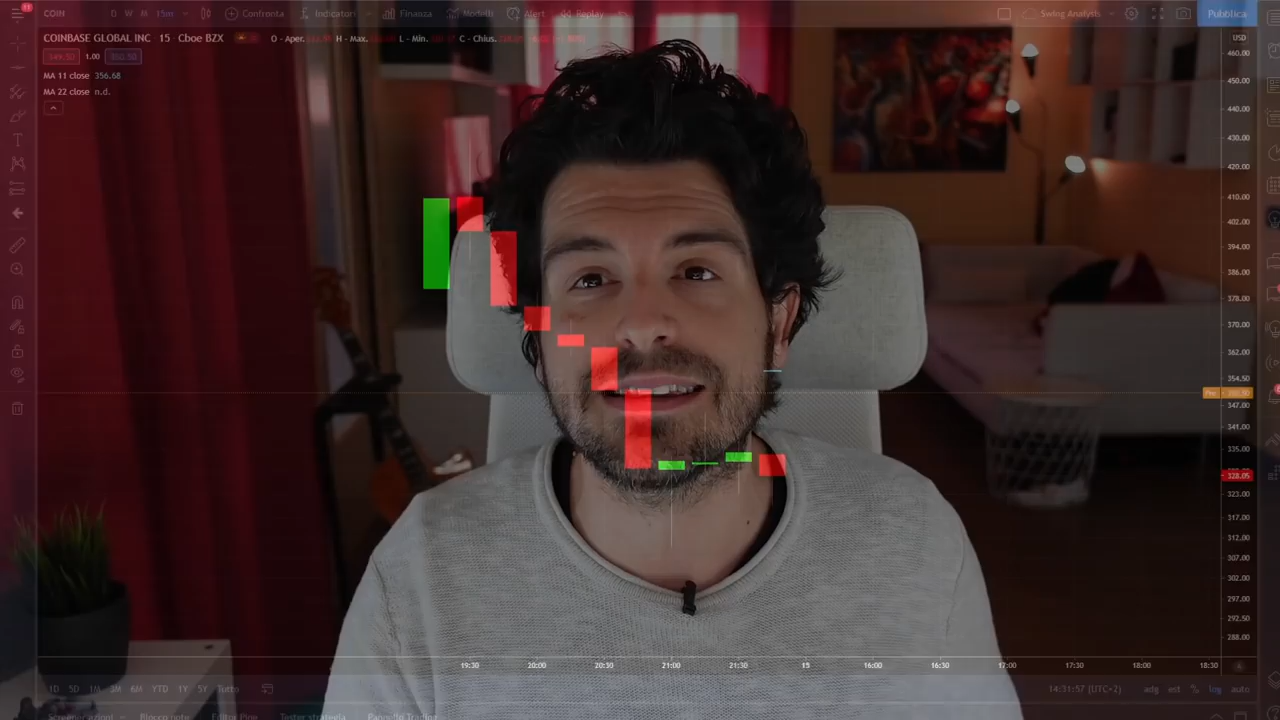 11 COIN D W M 15m Confronta Indicatori Finanza Modelli Alert Replay Swing Analysis Pubblica
COINBASE GLOBAL INC 15 Cboe BZX O - Aper. H - Max. L - Min. C - Chius.
1.00
MA 11 close 356.68
MA 22 close n.d.
USD
460.00
450.00
440.00
430.00
420.00
410.00
402.00
394.00
386.00
378.00
370.00
362.00
354.50
Pre
347.00
341.00
335.00
328.05
323.00
317.00
312.00
307.00
302.00
297.00
292.50
288.00
19:30 20:00 20:30 21:00 21:30 15 16:00 16:30 17:00 17:30 18:00 18:30
1D 5D 1M 3M 6M YTD 1Y 5Y Tutto 14:31:57 (UTC+2) adg est % log auto
Screener azioni Blocco note Editor Pine Tester strategia Pannello Trading